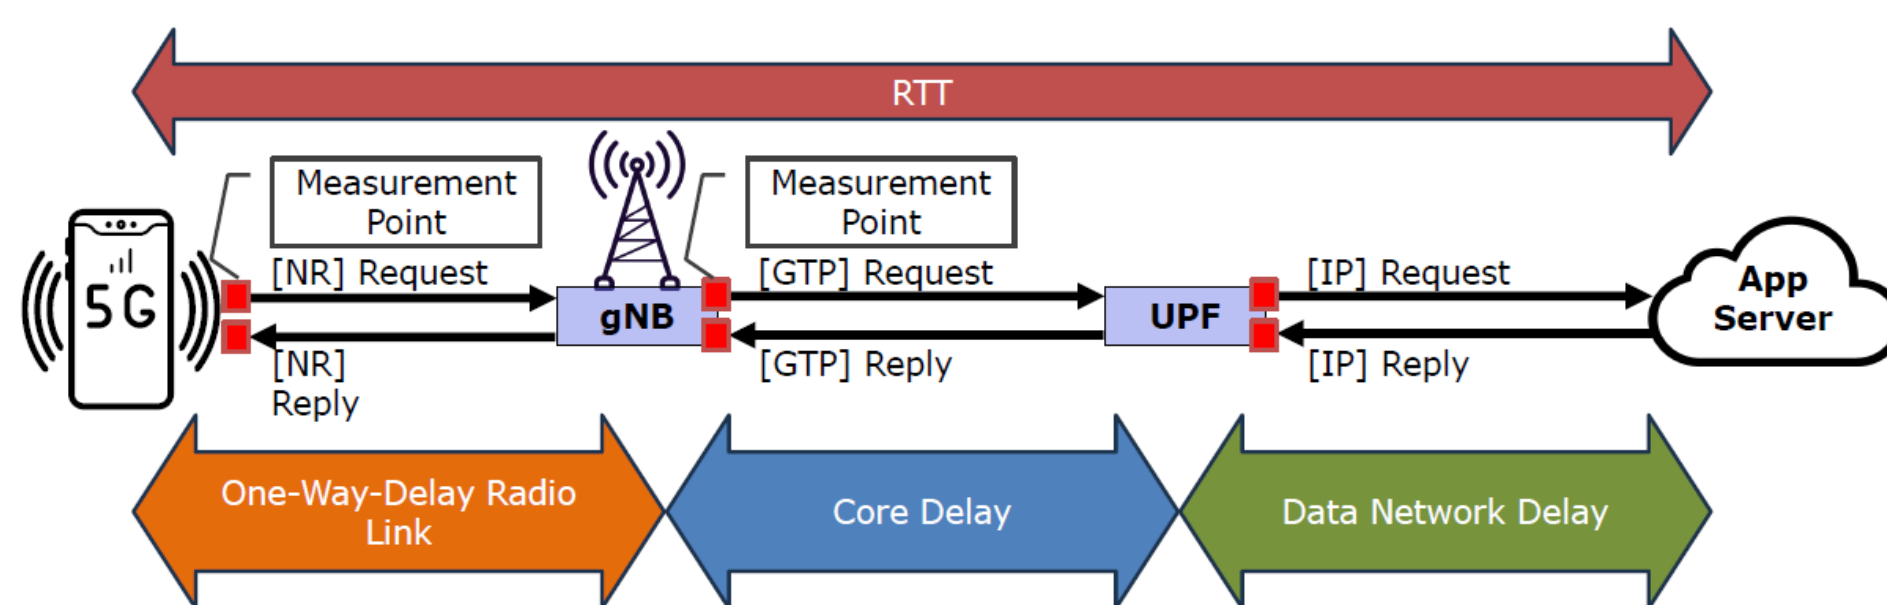 RTT
Measurement
Point
Measurement
Point
[NR] Request
[GTP] Request
[IP] Request
5G
gNB
UPF
App
Server
[NR]
Reply
[GTP] Reply
[IP] Reply
One-Way-Delay Radio
Link
Core Delay
Data Network Delay